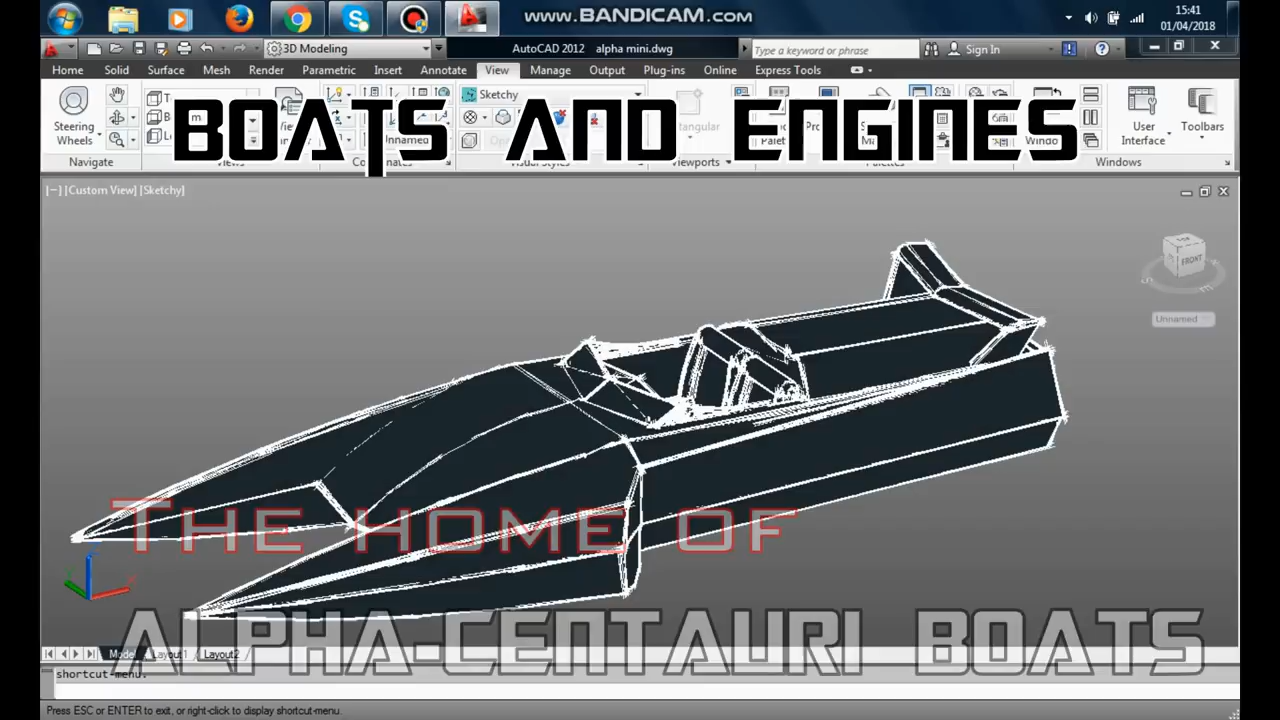 www.BANDICAM.com
15:41
01/04/2018
3D Modeling
AutoCAD 2012 alpha mini.dwg
Type a keyword or phrase
Sign In
Home Solid Surface Mesh Render Parametric Insert Annotate View Manage Output Plug-ins Online Express Tools
Sketchy
BOATS AND ENGINES
Steering
Wheels
Unnamed
User
Interface
Toolbars
Navigate
Viewports
Windows
[−] [Custom View] [Sketchy]
FRONT
Unnamed
THE HOME OF
ALPHA-CENTAURI BOATS
Model Layout1 Layout2
shortcut-menu.
Press ESC or ENTER to exit, or right-click to display shortcut-menu.